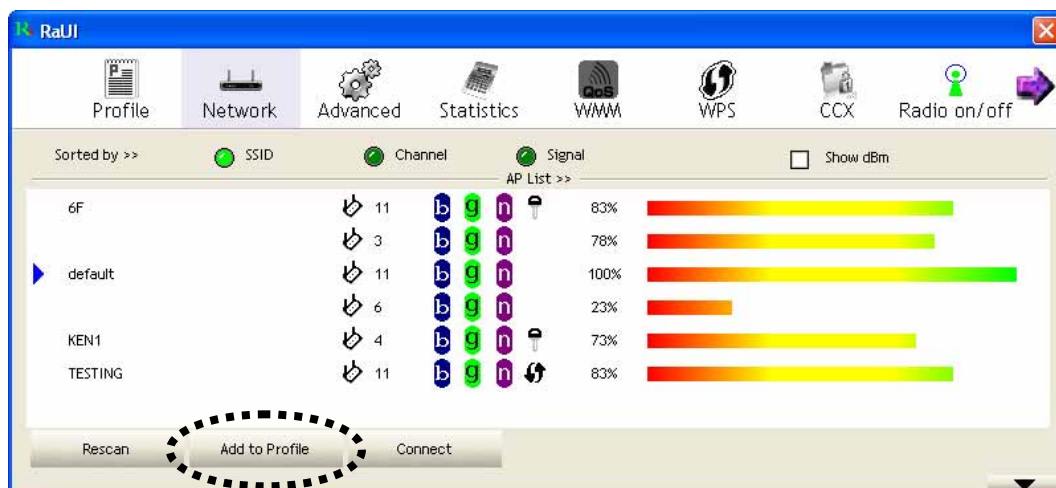 R RaUI
P
Profile Network Advanced Statistics QoS WMM WPS CCX Radio on/off
Sorted by >> SSID Channel Signal Show dBm
AP List >>
6F 11 b g n 83%
3 b g n 78%
default 11 b g n 100%
6 b g n 23%
KEN1 4 b g n 73%
TESTING 11 b g n 83%
Rescan Add to Profile Connect